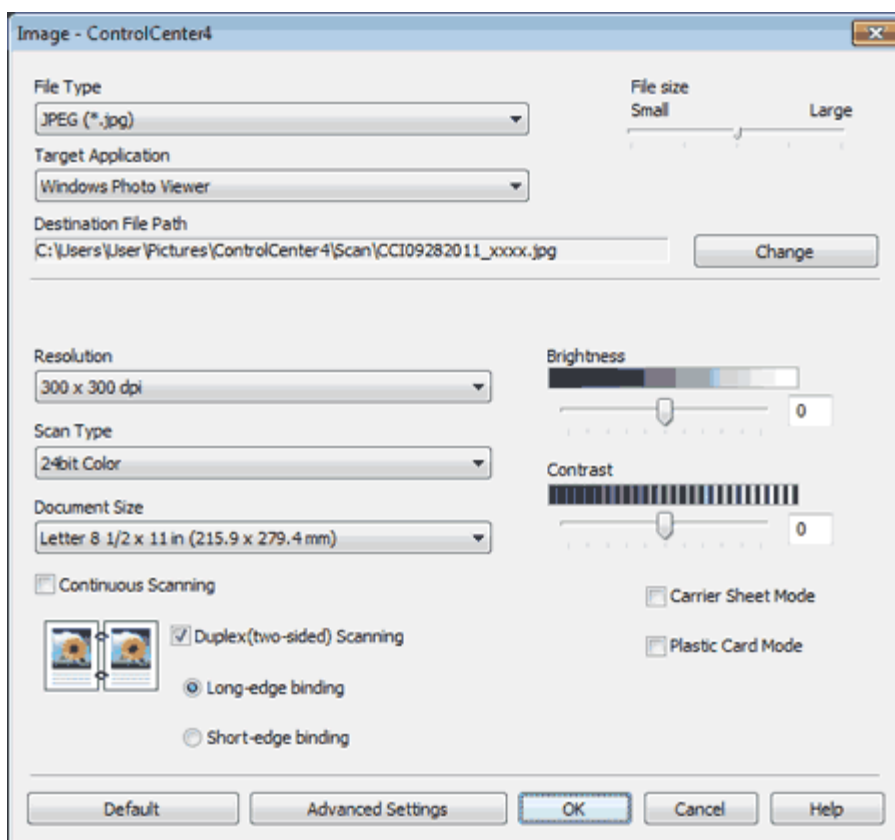 Image - ControlCenter4
File Type
File size
JPEG (*.jpg)
Small Large
Target Application
Windows Photo Viewer
Destination File Path
C:\Users\User\Pictures\ControlCenter4\Scan\CCI09282011_xxxx.jpg
Change
Resolution
Brightness
300 x 300 dpi
0
Scan Type
24bit Color
Contrast
Document Size
Letter 8 1/2 x 11 in (215.9 x 279.4 mm)
0
Continuous Scanning
Carrier Sheet Mode
Duplex(two-sided) Scanning
Plastic Card Mode
Long-edge binding
Short-edge binding
Default Advanced Settings OK Cancel Help